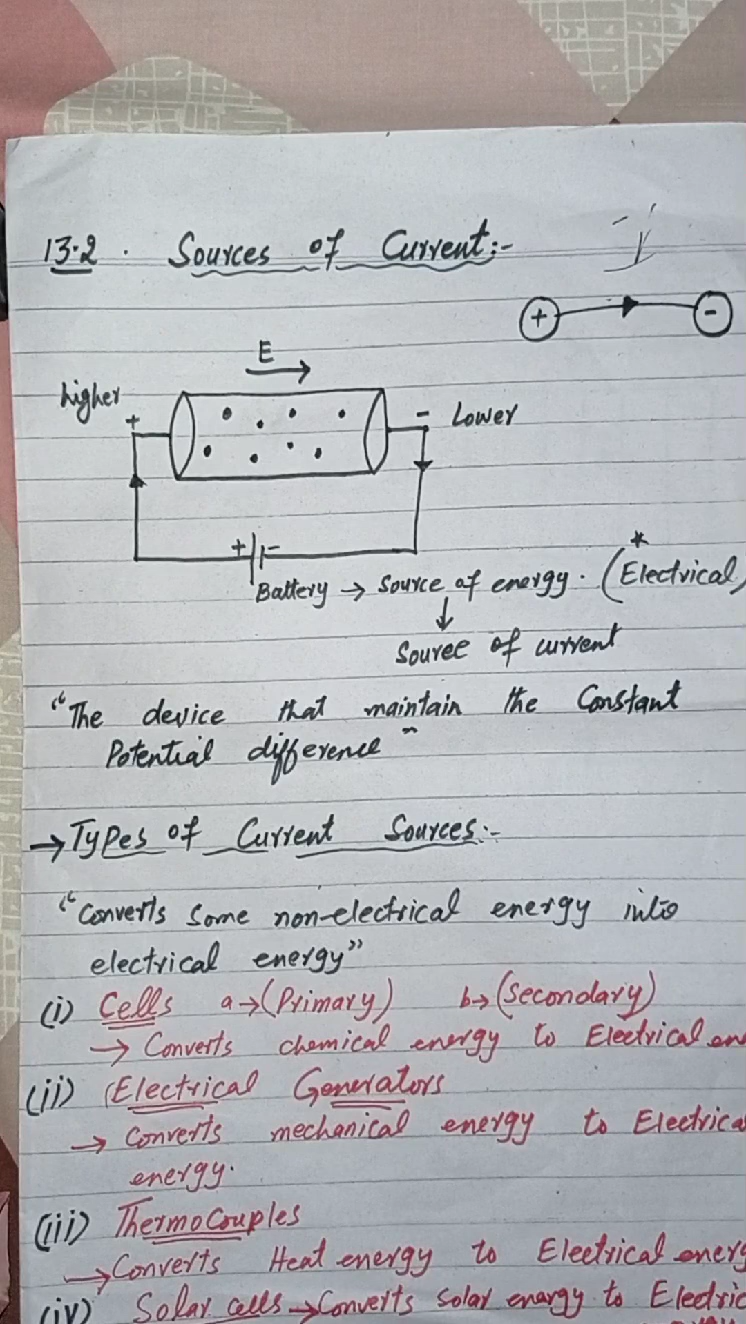 13.2. Sources of Current:-
+ -
E
higher
+ - Lower
+ -
Battery → Source of energy. (Electrical
*
↓
Source of current
"The device that maintain the Constant
Potential difference"
→ Types of Current Sources:-
"Converts Some non-electrical energy into
electrical energy"
(i) Cells a→(Primary) b→(Secondary)
→ Converts chemical energy to Electrical en
(ii) Electrical Generators
→ Converts mechanical energy to Electrica
energy.
(iii) Thermocouples
→ Converts Heat energy to Electrical energ
(iv) Solar cells → Converts solar energy to Electric